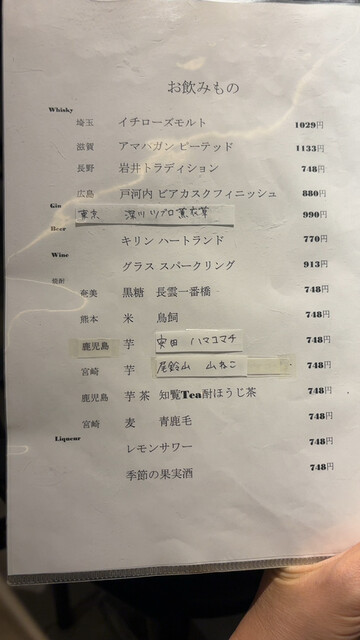 お飲みもの
Whisky
埼玉 イチローズモルト 1029円
滋賀 アマハガン ピーテッド 1133円
長野 岩井トラディション 748円
広島 戸河内 ピアカスクフィニッシュ 880円
Gin
東京 深川ツブロ 薫衣草 990円
Beer
キリン ハートランド 770円
Wine
グラス スパークリング 913円
焼酎
奄美 黒糖 長雲一番橋 748円
熊本 米 鳥飼 748円
鹿児島 芋 安田 ハマコマチ 748円
宮崎 芋 尾鈴山 山ねこ 748円
鹿児島 芋 茶 知覧Tea酎ほうじ茶 748円
宮崎 麦 青鹿毛 748円
Liqueur
レモンサワー 748円
季節の果実酒 748円